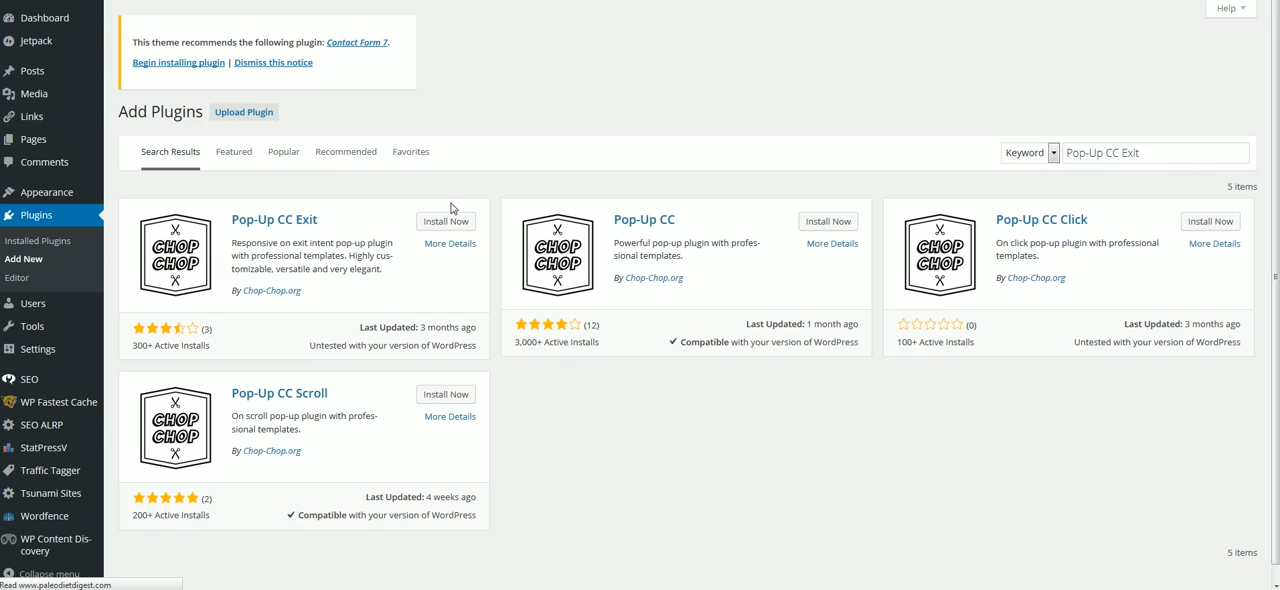 Dashboard
Jetpack
Posts
Media
Links
Pages
Comments
Appearance
Plugins
Installed Plugins
Add New
Editor
Users
Tools
Settings
SEO
WP Fastest Cache
SEO ALRP
StatPressV
Traffic Tagger
Tsunami Sites
Wordfence
WP Content Dis-
covery
Collapse menu
Read www.paleodietdigest.com
Help
This theme recommends the following plugin: Contact Form 7.
Begin installing plugin | Dismiss this notice
Add Plugins Upload Plugin
Search Results Featured Popular Recommended Favorites Keyword Pop-Up CC Exit
5 items
CHOP
CHOP
Pop-Up CC Exit
Install Now
More Details
Responsive on exit intent pop-up plugin
with professional templates. Highly cus-
tomizable, versatile and very elegant.
By Chop-Chop.org
(3) Last Updated: 3 months ago
300+ Active Installs Untested with your version of WordPress
CHOP
CHOP
Pop-Up CC
Install Now
More Details
Powerful pop-up plugin with profes-
sional templates.
By Chop-Chop.org
(12) Last Updated: 1 month ago
3,000+ Active Installs ✔ Compatible with your version of WordPress
CHOP
CHOP
Pop-Up CC Click
Install Now
More Details
On click pop-up plugin with professional
templates.
By Chop-Chop.org
(0) Last Updated: 3 months ago
100+ Active Installs Untested with your version of WordPress
CHOP
CHOP
Pop-Up CC Scroll
Install Now
More Details
On scroll pop-up plugin with profes-
sional templates.
By Chop-Chop.org
(2) Last Updated: 4 weeks ago
200+ Active Installs ✔ Compatible with your version of WordPress
5 items